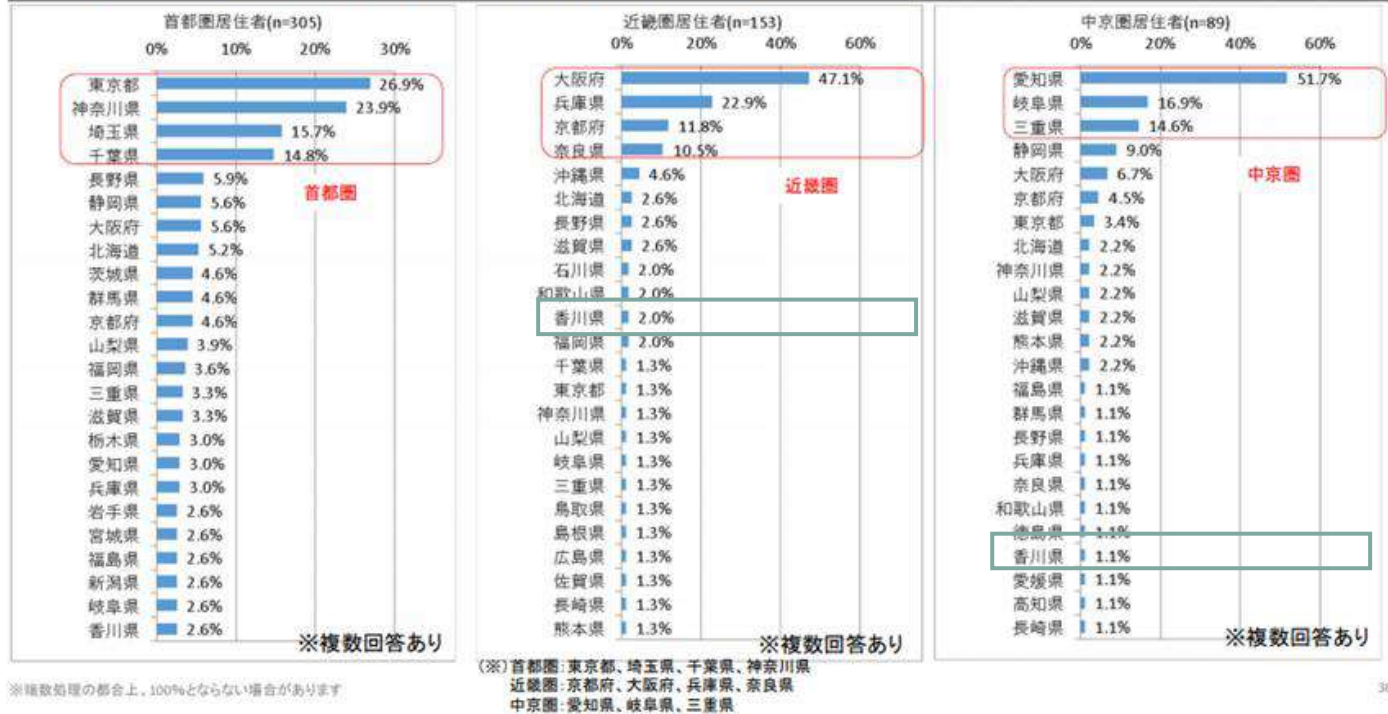 首都圏居住者(n=305)
0% 10% 20% 30%
東京都 26.9%
神奈川県 23.9%
埼玉県 15.7%
千葉県 14.8%
長野県 5.9%
静岡県 5.6%
大阪府 5.6%
北海道 5.2%
茨城県 4.6%
群馬県 4.6%
京都府 4.6%
山梨県 3.9%
福岡県 3.6%
三重県 3.3%
滋賀県 3.3%
栃木県 3.0%
愛知県 3.0%
兵庫県 3.0%
岩手県 2.6%
宮城県 2.6%
福島県 2.6%
新潟県 2.6%
岐阜県 2.6%
香川県 2.6%
首都圏
※複数回答あり
近畿圏居住者(n=153)
0% 20% 40% 60%
大阪府 47.1%
兵庫県 22.9%
京都府 11.8%
奈良県 10.5%
沖縄県 4.6%
北海道 2.6%
長野県 2.6%
滋賀県 2.6%
石川県 2.0%
和歌山県 2.0%
香川県 2.0%
福岡県 2.0%
千葉県 1.3%
東京都 1.3%
神奈川県 1.3%
山梨県 1.3%
岐阜県 1.3%
三重県 1.3%
鳥取県 1.3%
島根県 1.3%
広島県 1.3%
佐賀県 1.3%
長崎県 1.3%
熊本県 1.3%
近畿圏
※複数回答あり
中京圏居住者(n=89)
0% 20% 40% 60%
愛知県 51.7%
岐阜県 16.9%
三重県 14.6%
静岡県 9.0%
大阪府 6.7%
京都府 4.5%
東京都 3.4%
北海道 2.2%
神奈川県 2.2%
山梨県 2.2%
滋賀県 2.2%
熊本県 2.2%
沖縄県 2.2%
福島県 1.1%
群馬県 1.1%
長野県 1.1%
兵庫県 1.1%
奈良県 1.1%
和歌山県 1.1%
徳島県 1.1%
香川県 1.1%
愛媛県 1.1%
高知県 1.1%
長崎県 1.1%
中京圏
※複数回答あり
(※)首都圏:東京都、埼玉県、千葉県、神奈川県
近畿圏:京都府、大阪府、兵庫県、奈良県
中京圏:愛知県、岐阜県、三重県
※端数処理の都合上、100%とならない場合があります